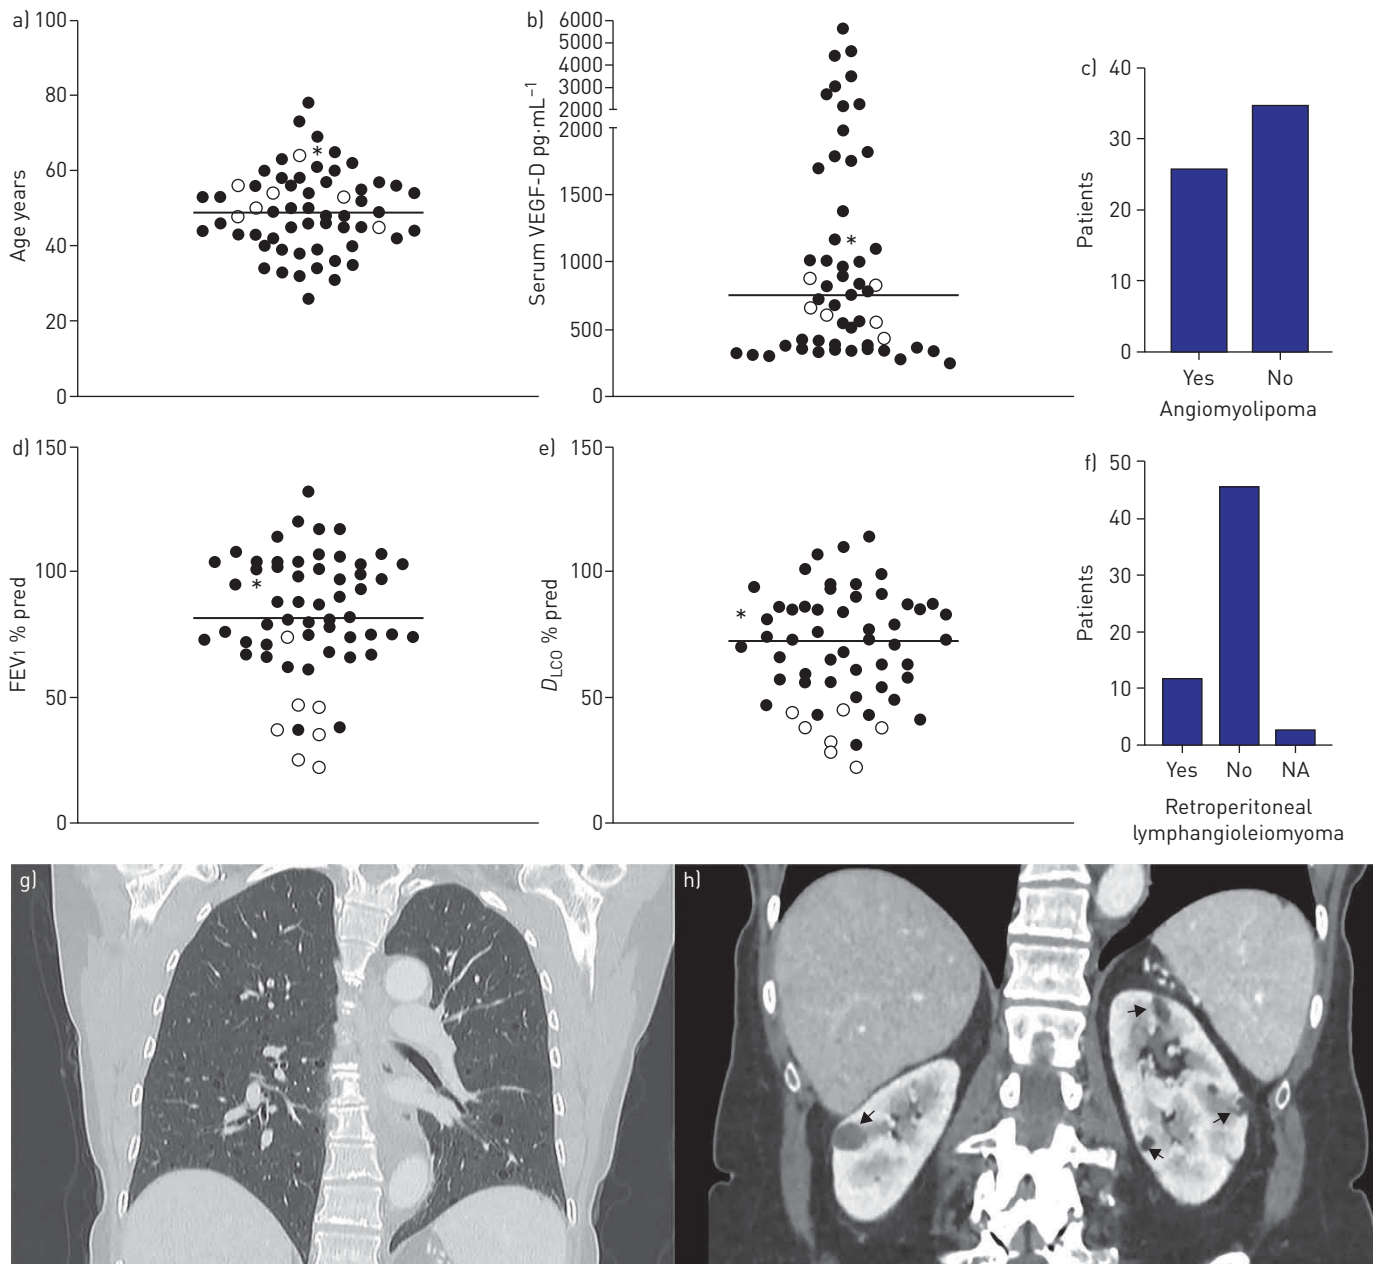 a)
100
80
60
40
20
0
Age years
*
b)
6000
5000
4000
3000
2000
2000
1500
1000
500
0
Serum VEGF-D pg·mL⁻¹
*
c)
40
30
20
10
0
Patients
Yes No
Angiomyolipoma
d)
150
100
50
0
FEV1 % pred
*
e)
150
100
50
0
DLCO % pred
*
f)
50
40
30
20
10
0
Patients
Yes No NA
Retroperitoneal
lymphangioleiomyoma
g)
h)